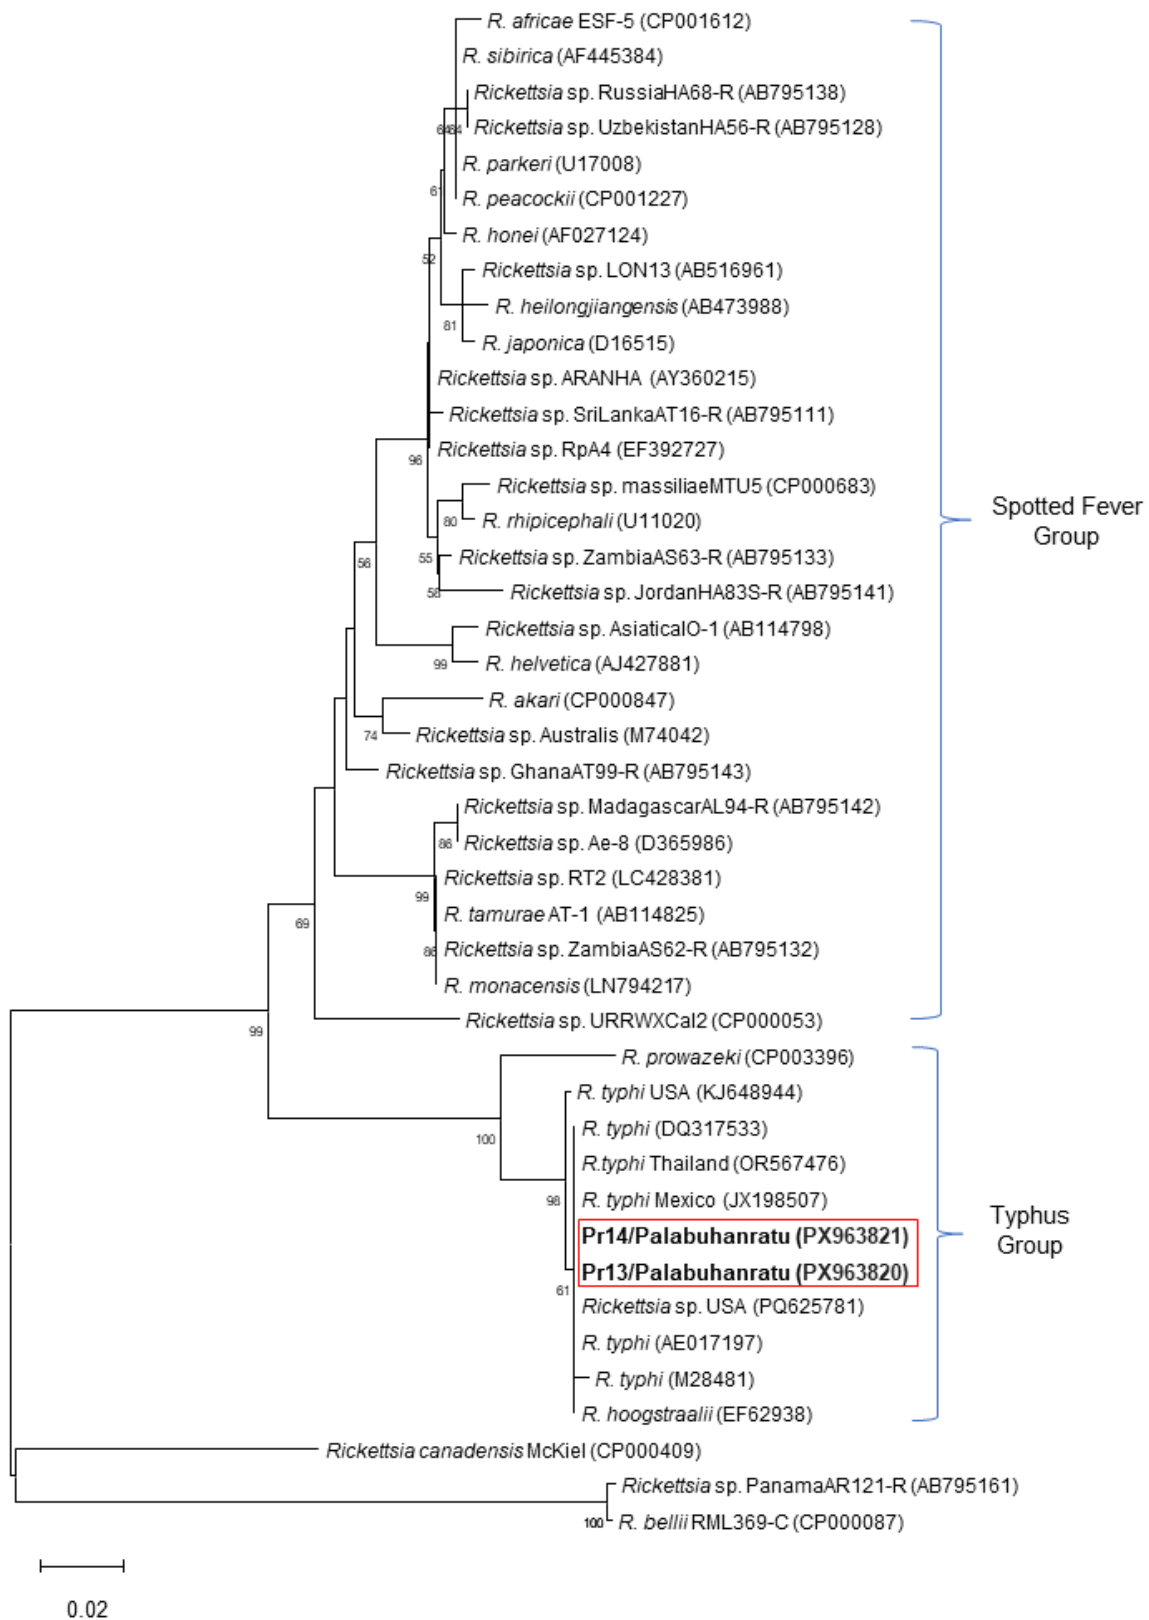 R. africae ESF-5 (CP001612)
R. sibirica (AF445384)
Rickettsia sp. RussiaHA68-R (AB795138)
Rickettsia sp. UzbekistanHA56-R (AB795128)
64
R. parkeri (U17008)
61
R. peacockii (CP001227)
R. honei (AF027124)
52
Rickettsia sp. LON13 (AB516961)
R. heilongjiangensis (AB473988)
81
R. japonica (D16515)
Rickettsia sp. ARANHA (AY360215)
Rickettsia sp. SriLankaAT16-R (AB795111)
Rickettsia sp. RpA4 (EF392727)
96
Rickettsia sp. massiliaeMTU5 (CP000683)
80
R. rhipicephali (U11020)
Spotted Fever
Group
55
Rickettsia sp. ZambiaAS63-R (AB795133)
56
58
Rickettsia sp. JordanHA83S-R (AB795141)
Rickettsia sp. AsiaticaIO-1 (AB114798)
99
R. helvetica (AJ427881)
R. akari (CP000847)
74
Rickettsia sp. Australis (M74042)
Rickettsia sp. GhanaAT99-R (AB795143)
Rickettsia sp. MadagascarAL94-R (AB795142)
86
Rickettsia sp. Ae-8 (D365986)
Rickettsia sp. RT2 (LC428381)
99
R. tamurae AT-1 (AB114825)
69
86
Rickettsia sp. ZambiaAS62-R (AB795132)
R. monacensis (LN794217)
Rickettsia sp. URRWXCal2 (CP000053)
99
R. prowazeki (CP003396)
R. typhi USA (KJ648944)
R. typhi (DQ317533)
100
R.typhi Thailand (OR567476)
98
R. typhi Mexico (JX198507)
Typhus
Group
Pr14/Palabuhanratu (PX963821)
Pr13/Palabuhanratu (PX963820)
61
Rickettsia sp. USA (PQ625781)
R. typhi (AE017197)
R. typhi (M28481)
R. hoogstraalii (EF62938)
Rickettsia canadensis McKiel (CP000409)
Rickettsia sp. PanamaAR121-R (AB795161)
100
R. bellii RML369-C (CP000087)
0.02